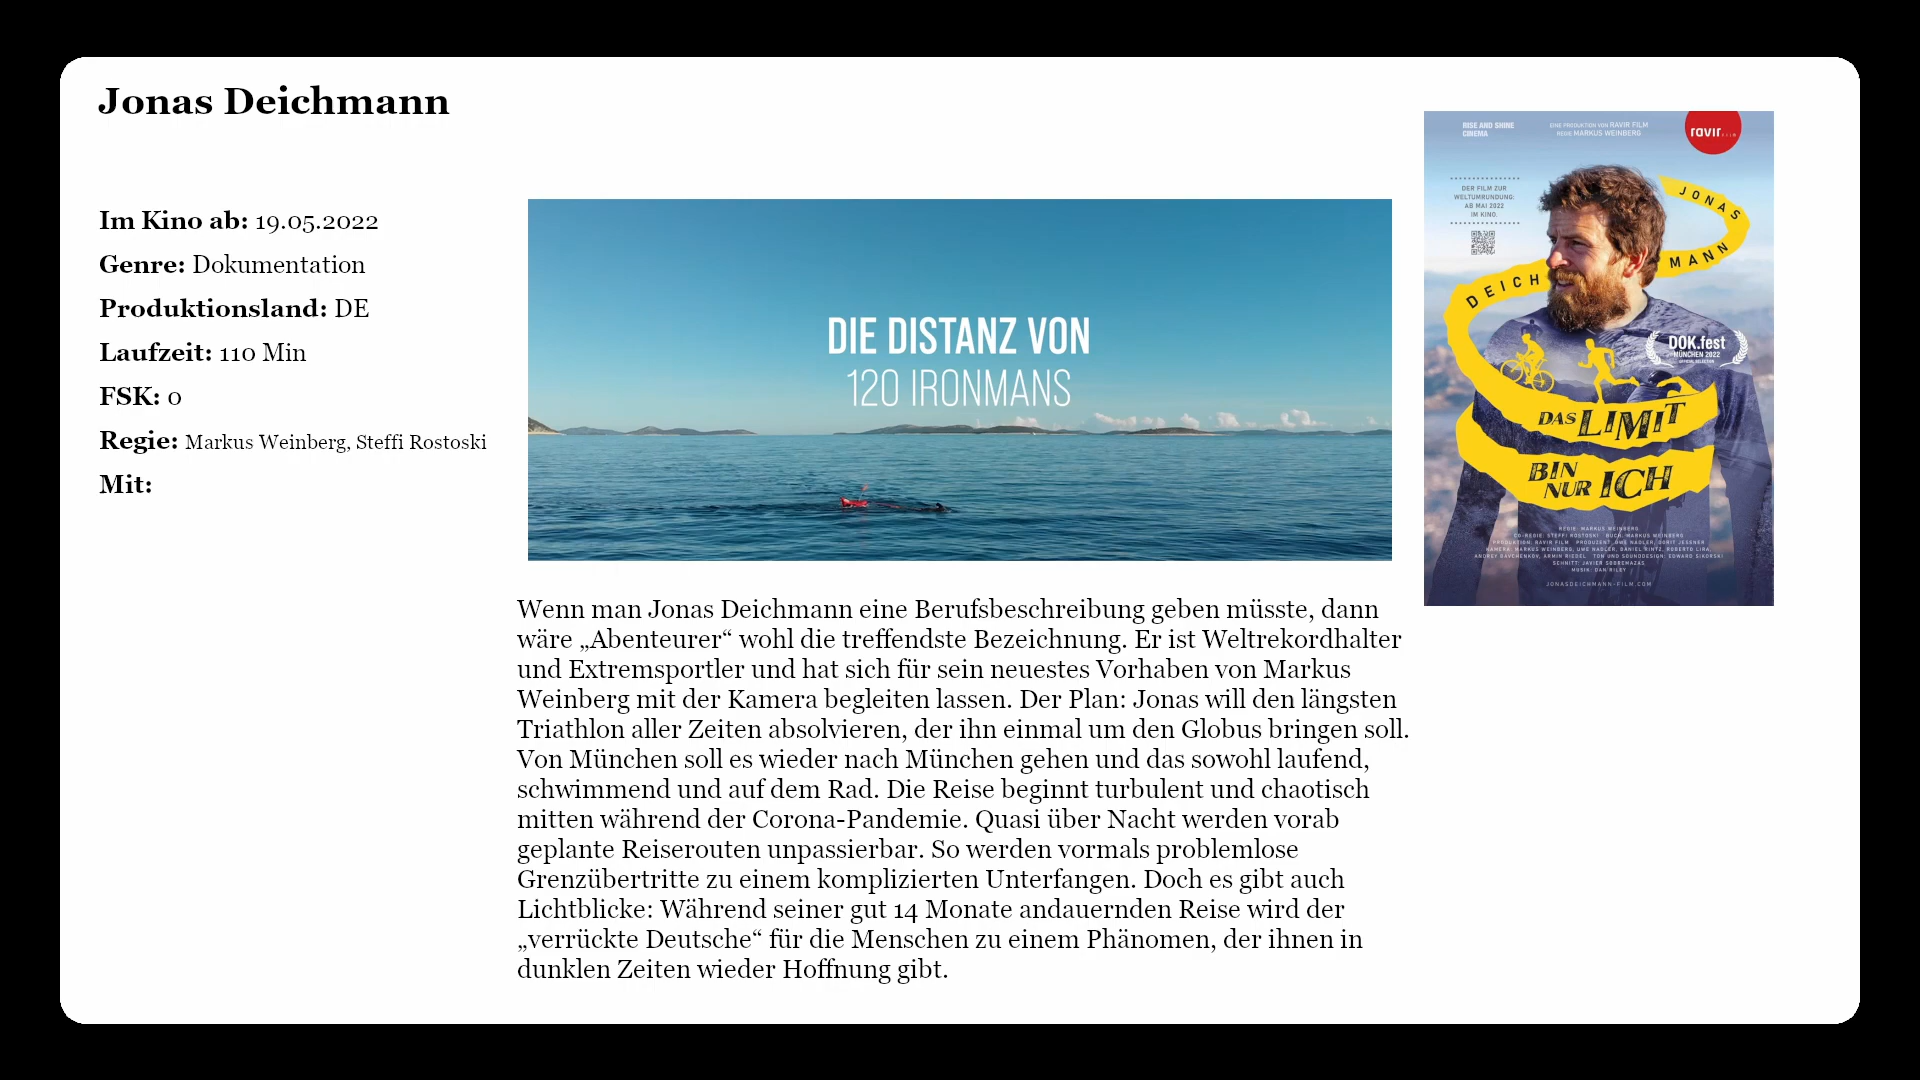 Jonas Deichmann
Im Kino ab: 19.05.2022
Genre: Dokumentation
Produktionsland: DE
Laufzeit: 110 Min
FSK: 0
Regie: Markus Weinberg, Steffi Rostoski
Mit:
DIE DISTANZ VON
120 IRONMANS
Wenn man Jonas Deichmann eine Berufsbeschreibung geben müsste, dann
wäre „Abenteurer“ wohl die treffendste Bezeichnung. Er ist Weltrekordhalter
und Extremsportler und hat sich für sein neuestes Vorhaben von Markus
Weinberg mit der Kamera begleiten lassen. Der Plan: Jonas will den längsten
Triathlon aller Zeiten absolvieren, der ihn einmal um den Globus bringen soll.
Von München soll es wieder nach München gehen und das sowohl laufend,
schwimmend und auf dem Rad. Die Reise beginnt turbulent und chaotisch
mitten während der Corona-Pandemie. Quasi über Nacht werden vorab
geplante Reiserouten unpassierbar. So werden vormals problemlose
Grenzübertritte zu einem komplizierten Unterfangen. Doch es gibt auch
Lichtblicke: Während seiner gut 14 Monate andauernden Reise wird der
„verrückte Deutsche“ für die Menschen zu einem Phänomen, der ihnen in
dunklen Zeiten wieder Hoffnung gibt.
RISE AND SHINE
CINEMA
EINE PRODUKTION VON RAVIR FILM
REGIE MARKUS WEINBERG
ravir FILM
DER FILM ZUR
WELTUMRUNDUNG:
AB MAI 2022
IM KINO.
JONAS
DEICH
MANN
DOK.fest
MÜNCHEN 2022
OFFICIAL SELECTION
DAS LIMIT
BIN
NUR ICH
REGIE: MARKUS WEINBERG
CO-REGIE: STEFFI ROSTOSKI BUCH: MARKUS WEINBERG
PRODUKTION: RAVIR FILM PRODUZENT: UWE NADLER, DORIT JESSNER
KAMERA: MARKUS WEINBERG, UWE NADLER, DANIEL RINTZ, ROBERTO LIRA,
ANDREY BAVCHENKOV, ARMIN RIEDEL TON UND SOUNDDESIGN: EDWARD SIKORSKI
SCHNITT: JAVIER SOBREMAZAS
MUSIK: DAN RILEY
JONASDEICHMANN-FILM.COM